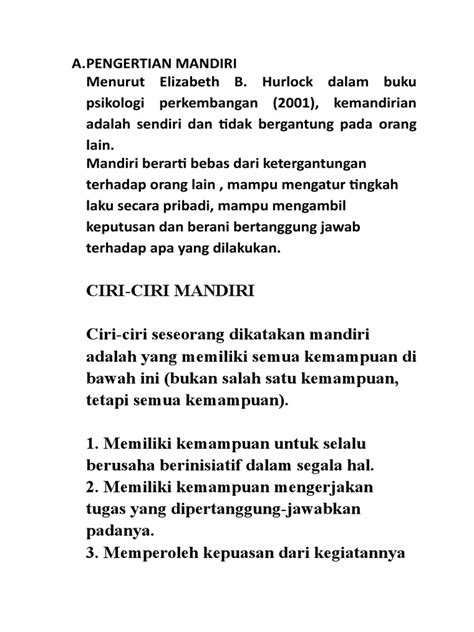 A.PENGERTIAN MANDIRI
Menurut Elizabeth B. Hurlock dalam buku
psikologi perkembangan (2001), kemandirian
adalah sendiri dan tidak bergantung pada orang
lain.
Mandiri berarti bebas dari ketergantungan
terhadap orang lain , mampu mengatur tingkah
laku secara pribadi, mampu mengambil
keputusan dan berani bertanggung jawab
terhadap apa yang dilakukan.
CIRI-CIRI MANDIRI
Ciri-ciri seseorang dikatakan mandiri
adalah yang memiliki semua kemampuan di
bawah ini (bukan salah satu kemampuan,
tetapi semua kemampuan).
1. Memiliki kemampuan untuk selalu
berusaha berinisiatif dalam segala hal.
2. Memiliki kemampuan mengerjakan
tugas yang dipertanggung-jawabkan
padanya.
3. Memperoleh kepuasan dari kegiatannya